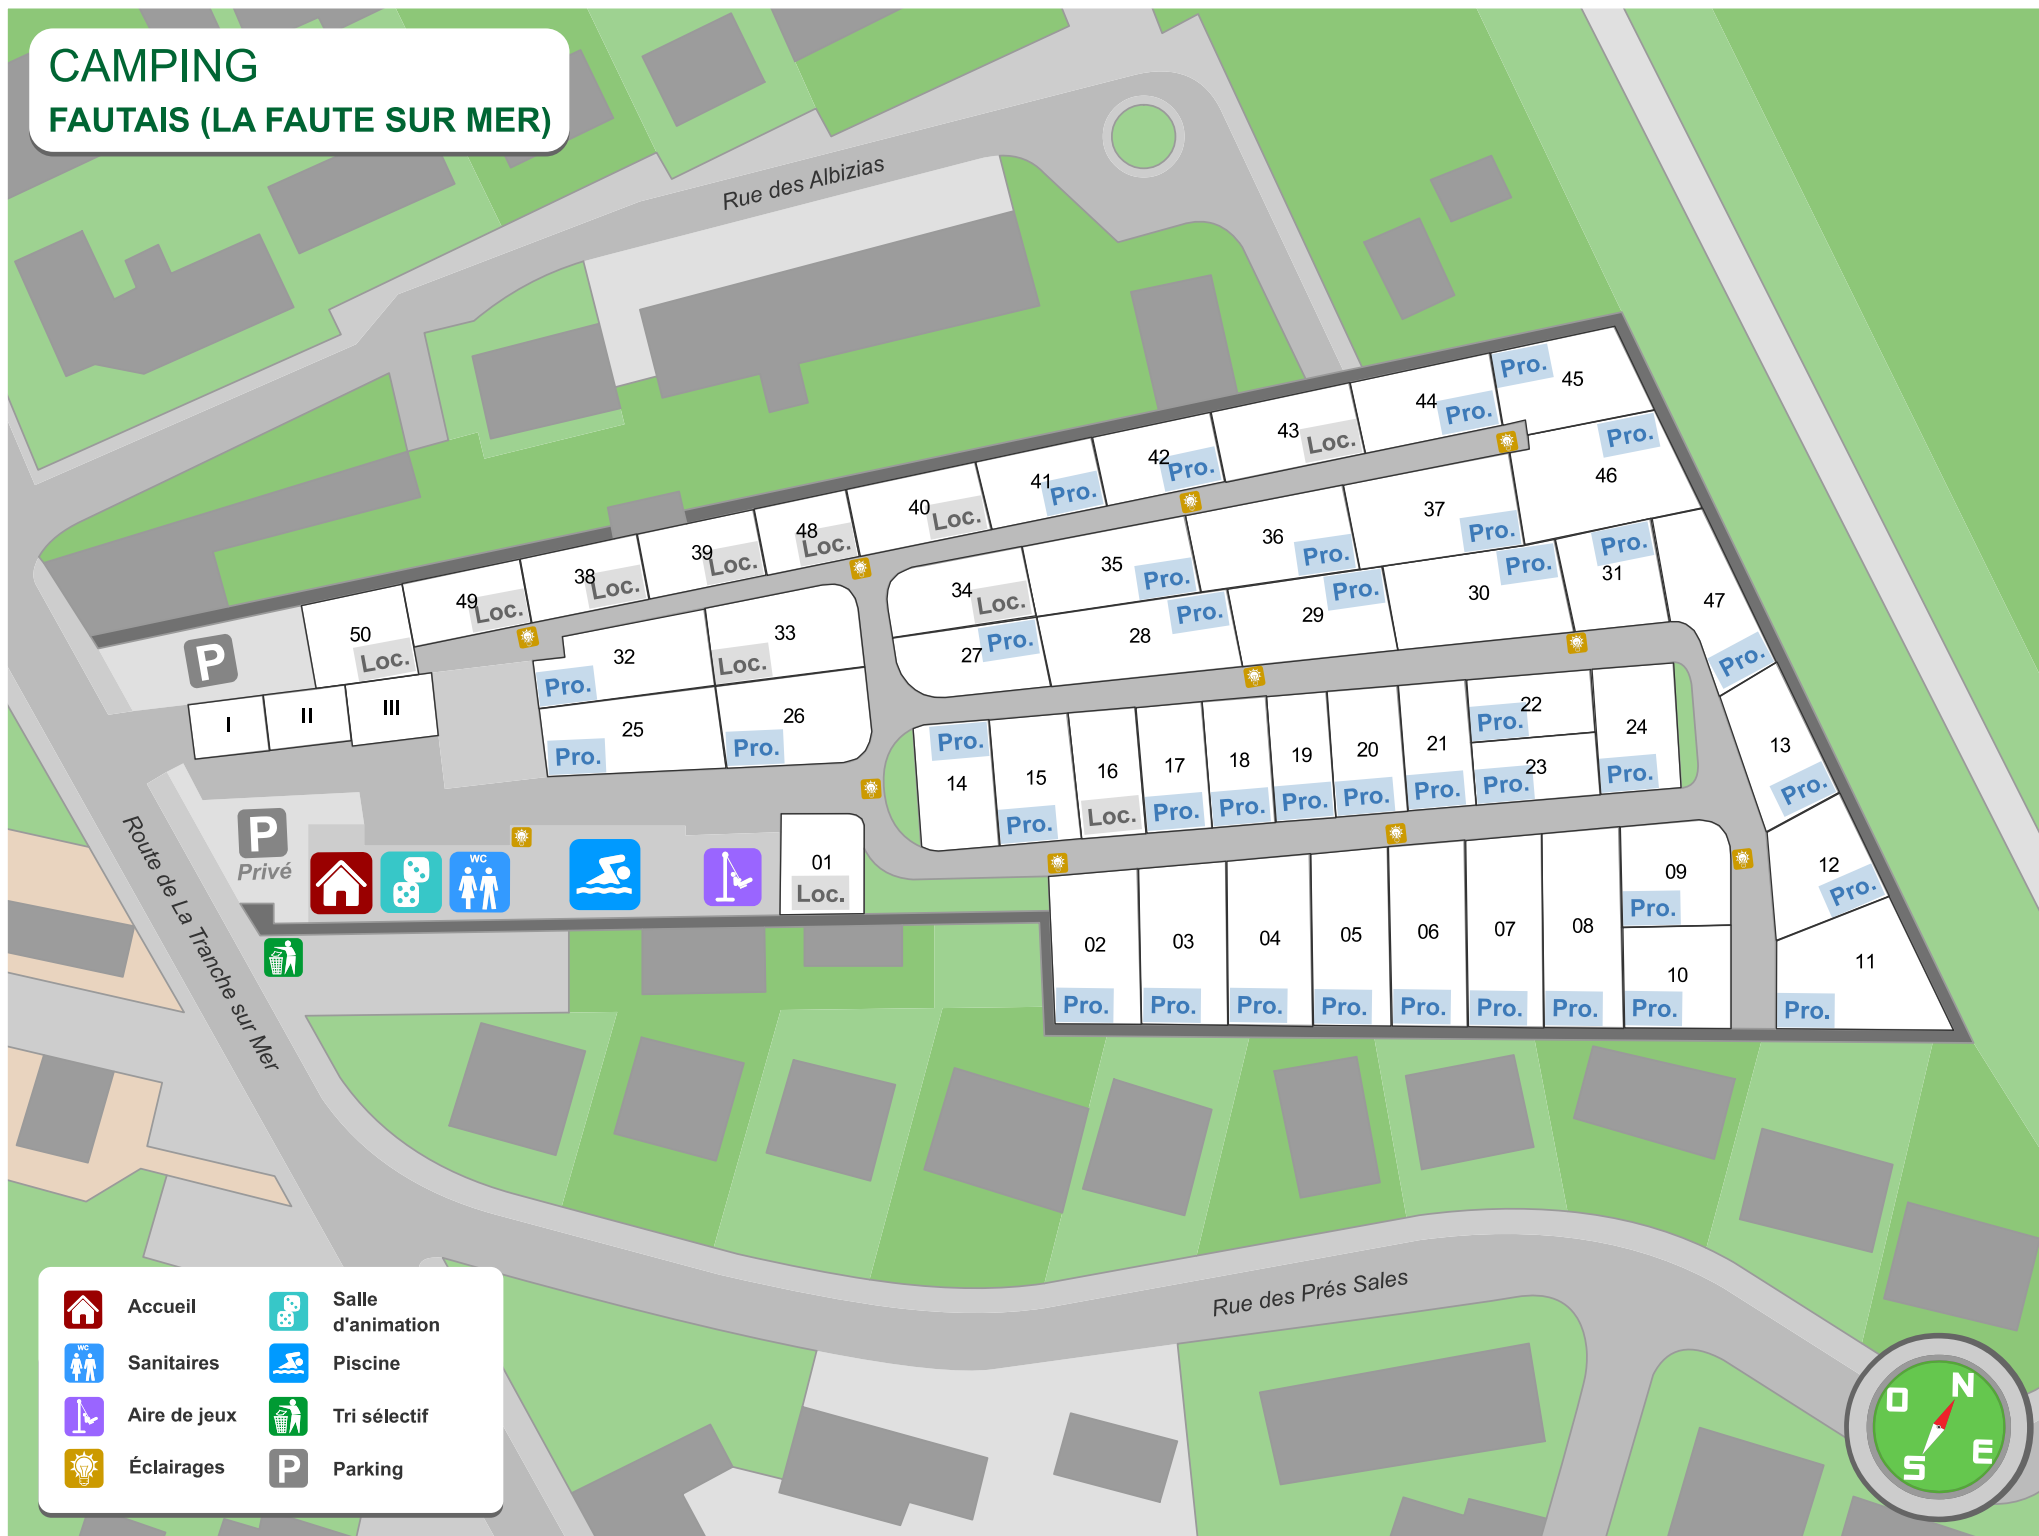 CAMPING
FAUTAIS (LA FAUTE SUR MER)
Rue des Albizias
45 Pro.
44 Pro.
43 Loc.
42 Pro.
41 Pro.
40 Loc.
48 Loc.
39 Loc.
38 Loc.
49 Loc.
50 Loc.
46 Pro.
37 Pro.
36 Pro.
35 Pro.
34 Loc.
33 Loc.
32 Pro.
47 Pro.
31 Pro.
30 Pro.
29 Pro.
28 Pro.
27 Pro.
26 Pro.
25 Pro.
P
I
II
III
14 Pro.
15 Pro.
16 Loc.
17 Pro.
18 Pro.
19 Pro.
20 Pro.
21 Pro.
22 Pro.
23 Pro.
24 Pro.
13 Pro.
12 Pro.
11 Pro.
P
Privé
WC
01 Loc.
02 Pro.
03 Pro.
04 Pro.
05 Pro.
06 Pro.
07 Pro.
08 Pro.
09 Pro.
10 Pro.
Route de La Tranche sur Mer
Rue des Prés Sales
Accueil
Salle
d'animation
WC
Sanitaires
Piscine
Aire de jeux
Tri sélectif
Éclairages
P
Parking
N
O
E
S